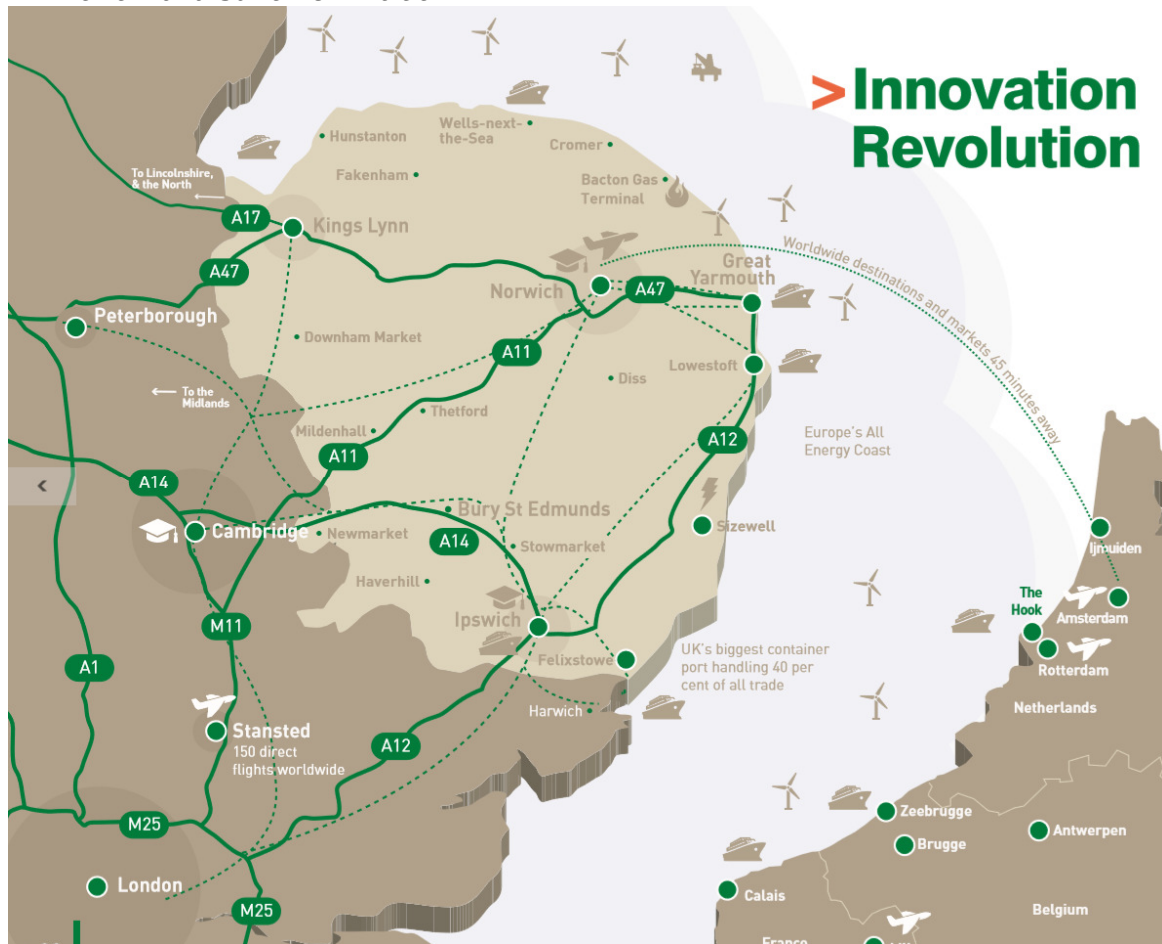 > Innovation
Revolution
Hunstanton
Wells-next-
the-Sea
Cromer
Fakenham
Bacton Gas
Terminal
To Lincolnshire,
& the North
A17
Kings Lynn
A47
Peterborough
Norwich
A47
Great
Yarmouth
Worldwide destinations and markets 45 minutes away
Downham Market
A11
Lowestoft
Diss
To the
Midlands
Thetford
Mildenhall
A11
A12
Europe's All
Energy Coast
A14
Bury St Edmunds
Cambridge
Newmarket
A14
Stowmarket
Sizewell
Haverhill
Ipswich
M11
Felixstowe
UK's biggest container
port handling 40 per
cent of all trade
A1
Harwich
Stansted
150 direct
flights worldwide
A12
M25
London
M25
Ijmuiden
The
Hook
Amsterdam
Rotterdam
Netherlands
Zeebrugge
Brugge
Antwerpen
Calais
Belgium
France